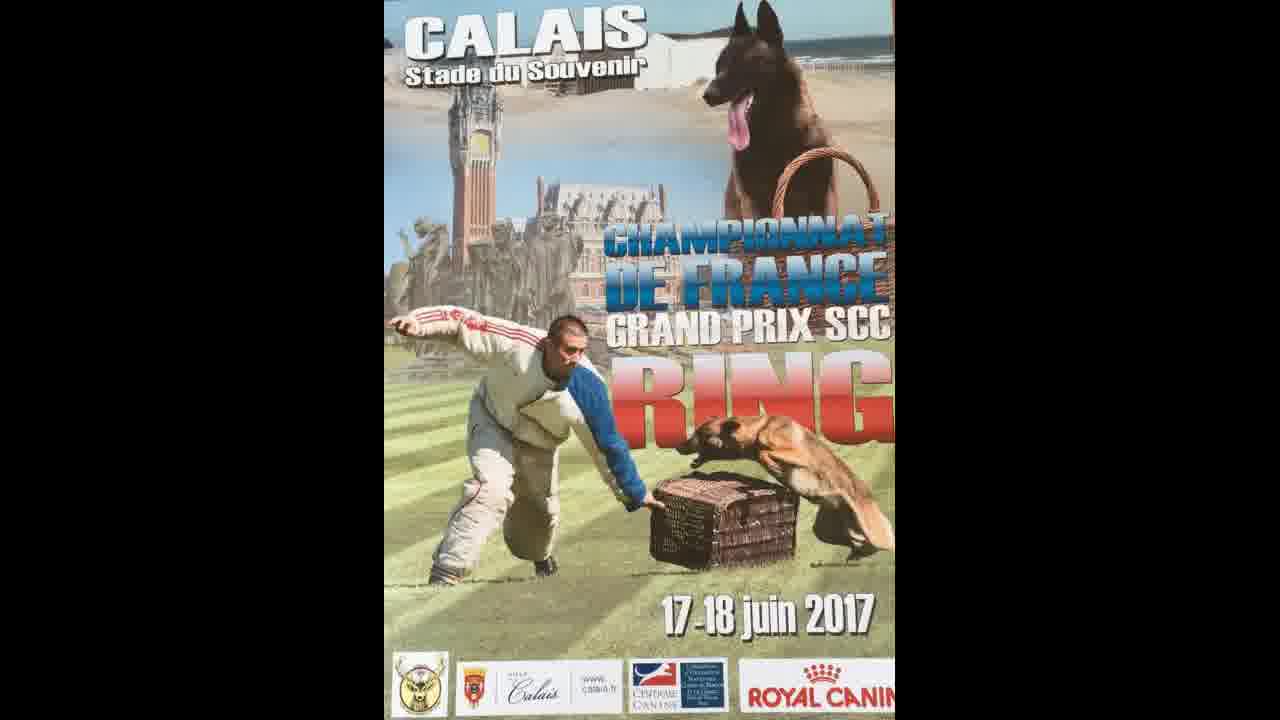 CALAIS
Stade du Souvenir
CHAMPIONNAT
DE FRANCE
GRAND PRIX SCC
RING
17-18 juin 2017
VILLE
Calais
www.
calais.fr
CENTRALE
CANINE
ROYAL CANIN